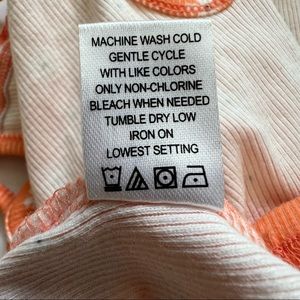 MACHINE WASH COLD
GENTLE CYCLE
WITH LIKE COLORS
ONLY NON-CHLORINE
BLEACH WHEN NEEDED
TUMBLE DRY LOW
IRON ON
LOWEST SETTING